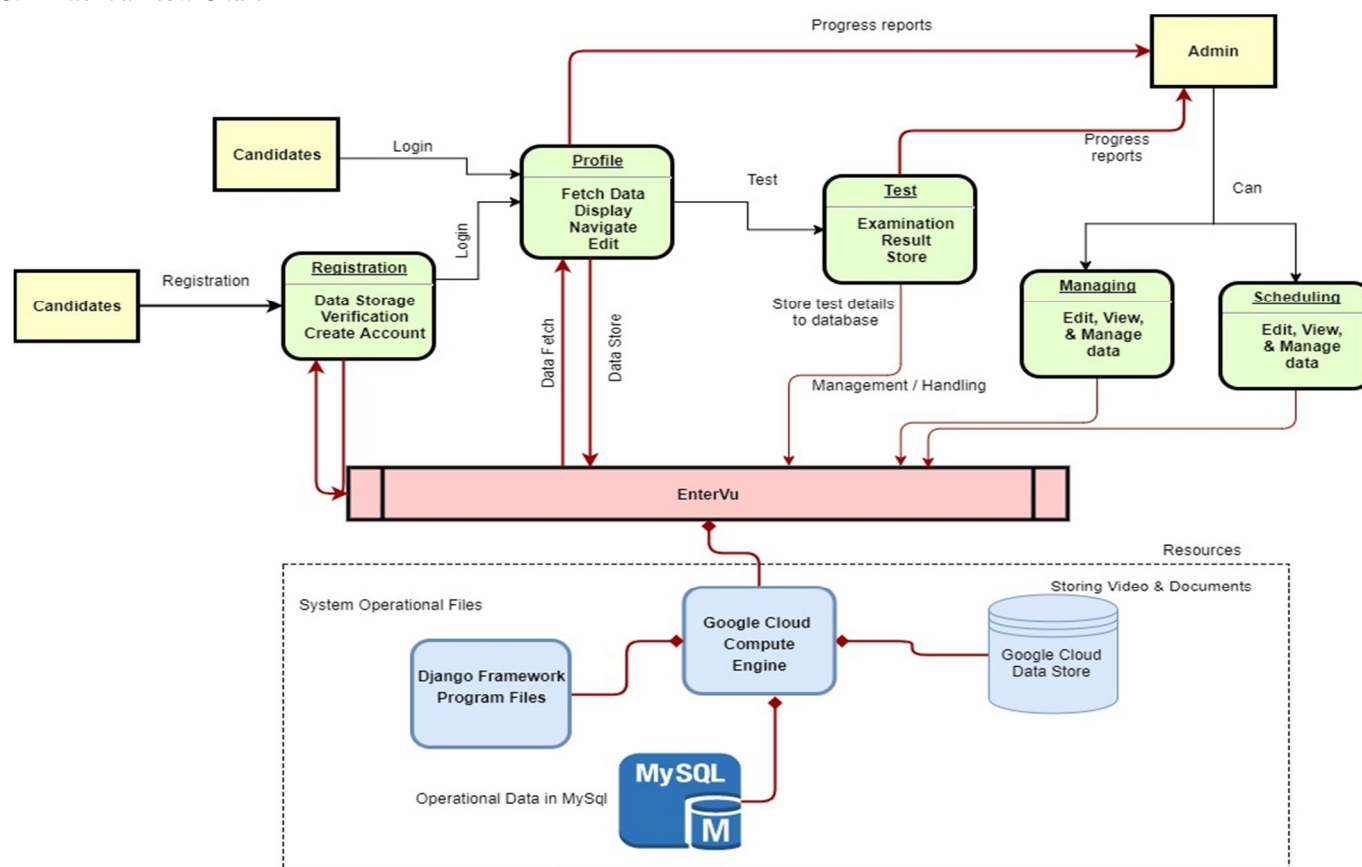 Progress reports
Admin
Candidates
Login
Profile
Fetch Data
Display
Navigate
Edit
Test
Test
Examination
Result
Store
Progress
reports
Can
Candidates
Registration
Registration
Data Storage
Verification
Create Account
Login
Data Fetch
Data Store
Store test details
to database
Management / Handling
Managing
Edit, View,
& Manage
data
Scheduling
Edit, View,
& Manage
data
EnterVu
Resources
System Operational Files
Storing Video & Documents
Google Cloud
Compute
Engine
Django Framework
Program Files
Google Cloud
Data Store
Operational Data in MySql
MySQL
M